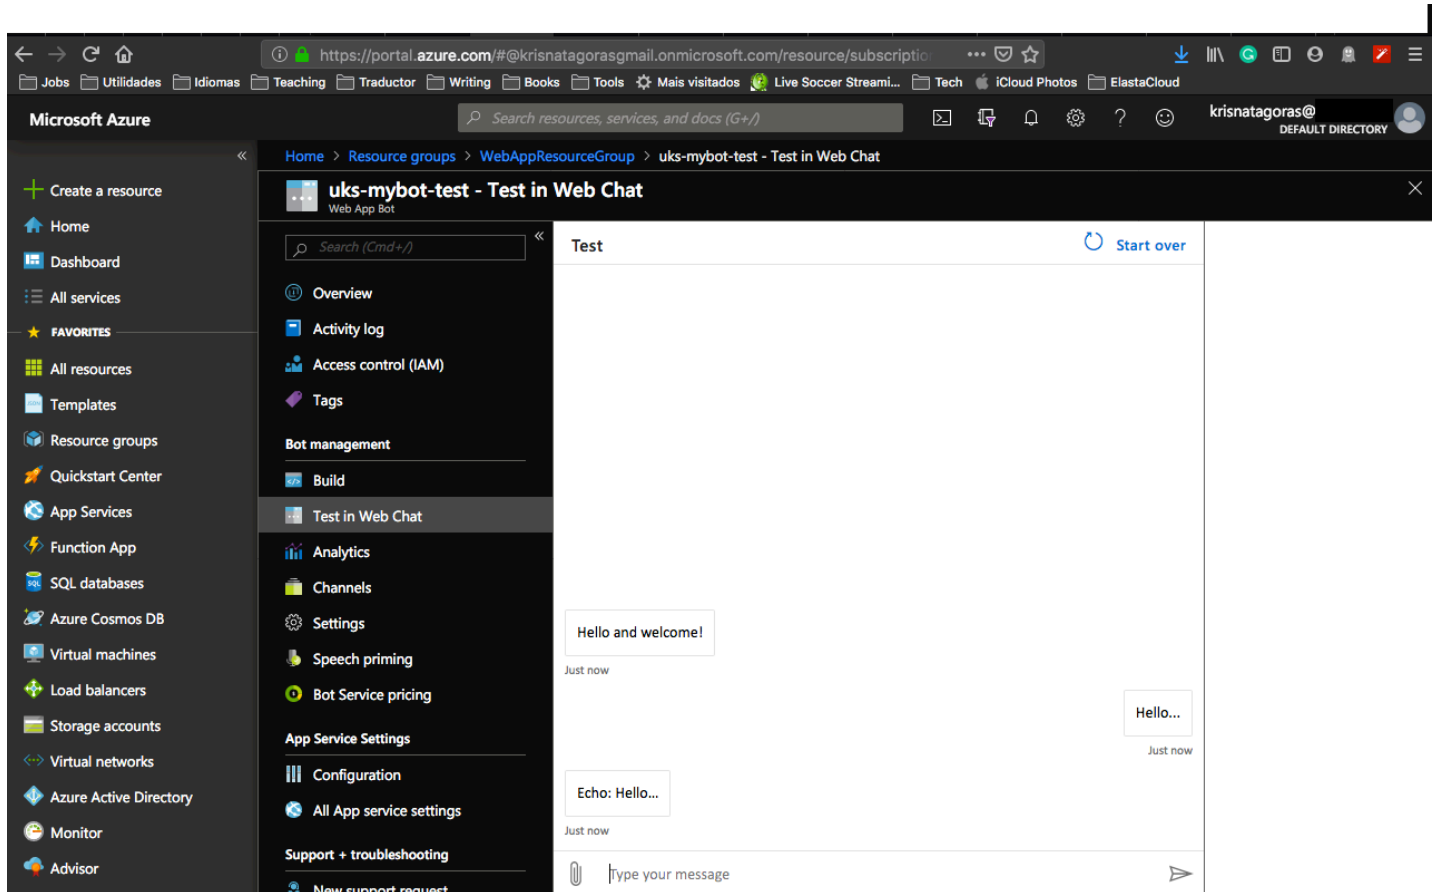 https://portal.azure.com/#@krisnatagorasgmail.onmicrosoft.com/resource/subscription
Jobs Utilidades Idiomas Teaching Traductor Writing Books Tools Mais visitados Live Soccer Streami... Tech iCloud Photos ElastaCloud
Microsoft Azure
Search resources, services, and docs (G+/)
krisnatagoras@
DEFAULT DIRECTORY
Home > Resource groups > WebAppResourceGroup > uks-mybot-test - Test in Web Chat
uks-mybot-test - Test in Web Chat
Web App Bot
Create a resource
Home
Dashboard
All services
FAVORITES
All resources
Templates
Resource groups
Quickstart Center
App Services
Function App
SQL databases
Azure Cosmos DB
Virtual machines
Load balancers
Storage accounts
Virtual networks
Azure Active Directory
Monitor
Advisor
Search (Cmd+/)
Overview
Activity log
Access control (IAM)
Tags
Bot management
Build
Test in Web Chat
Analytics
Channels
Settings
Speech priming
Bot Service pricing
App Service Settings
Configuration
All App service settings
Support + troubleshooting
New support request
Test
Start over
Hello and welcome!
Just now
Hello...
Just now
Echo: Hello...
Just now
Type your message